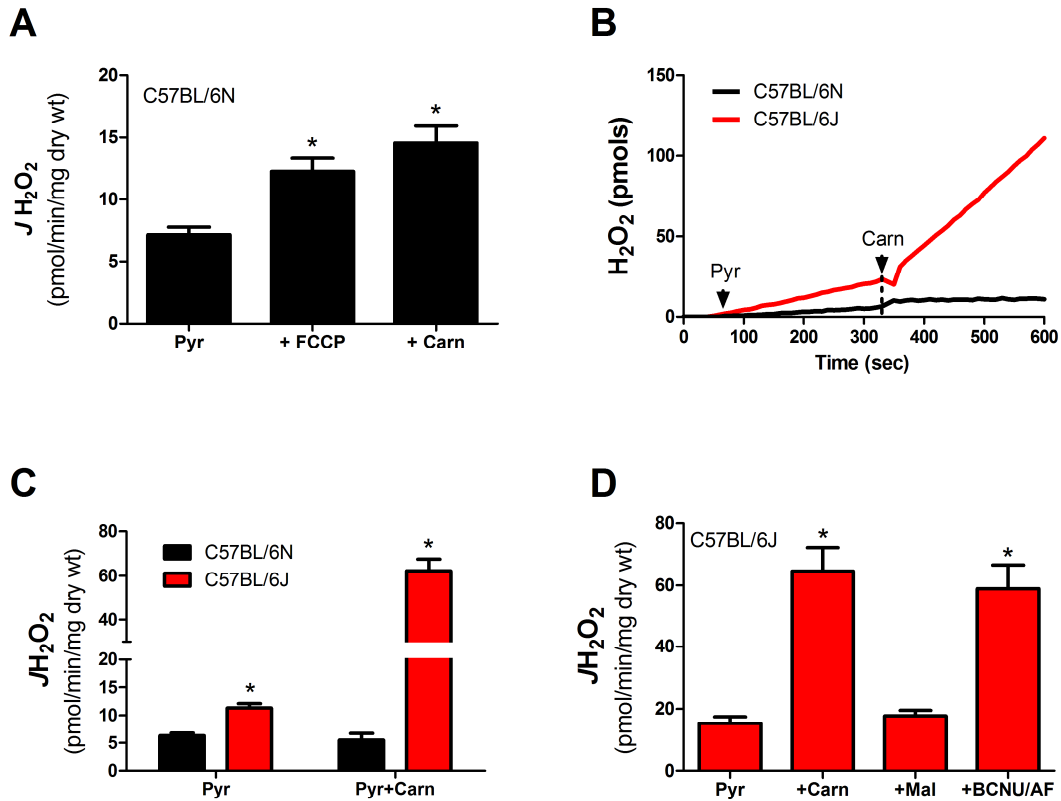 A
C57BL/6N
J H2O2
(pmol/min/mg dry wt)
20
15
10
5
0
*
*
Pyr
+ FCCP
+ Carn
B
C57BL/6N
C57BL/6J
H2O2 (pmols)
150
100
50
0
Pyr
Carn
0
100
200
300
400
500
600
Time (sec)
C
C57BL/6N
C57BL/6J
JH2O2
(pmol/min/mg dry wt)
80
60
40
20
15
10
5
0
*
*
Pyr
Pyr+Carn
D
C57BL/6J
JH2O2
(pmol/min/mg dry wt)
80
60
40
20
0
*
*
Pyr
+Carn
+Mal
+BCNU/AF